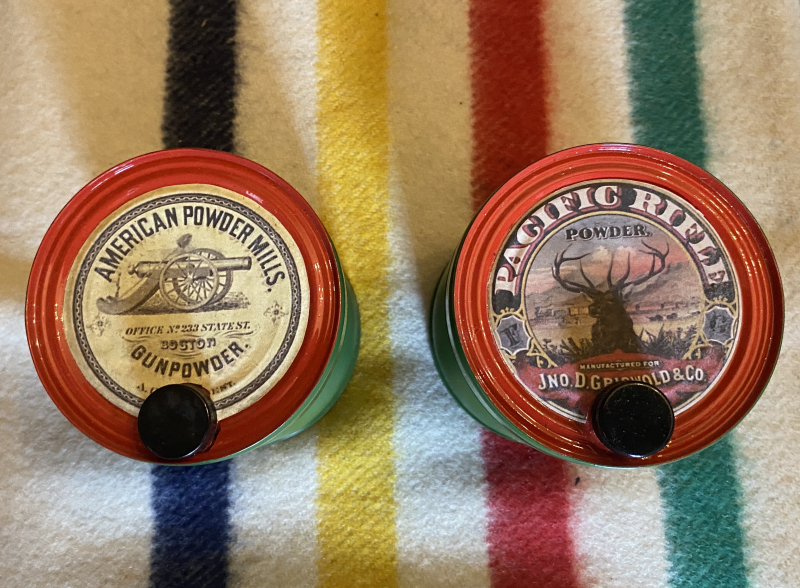 AMERICAN POWDER MILLS.
OFFICE Nº 233 STATE ST.
BOSTON
GUNPOWDER.
PACIFIC RIFLE
POWDER.
F G
MANUFACTURED FOR
JNO. D. GRISWOLD & Co.